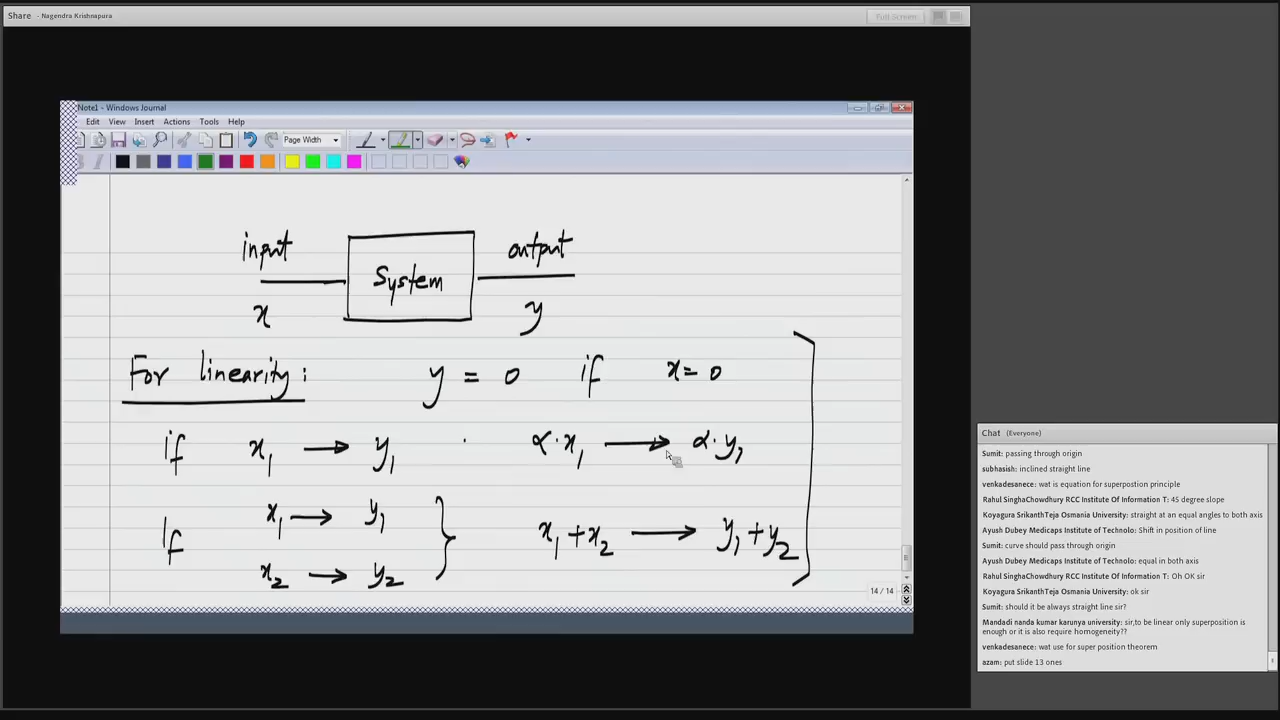 Share - Nagendra Krishnapura
Full Screen
Note1 - Windows Journal
Edit View Insert Actions Tools Help
Page Width
input System output
x y
For linearity: y = 0 if x = 0
if x1 → y1 α·x1 → α·y1
If x1 → y1
x2 → y2 } x1+x2 → y1+y2
14 / 14
Chat (Everyone)
Sumit: passing through origin
subhasish: inclined straight line
venkadesanece: wat is equation for superpostion principle
Rahul SinghaChowdhury RCC Institute Of Information T: 45 degree slope
Koyagura SrikanthTeja Osmania University: straight at an equal angles to both axis
Ayush Dubey Medicaps Institute of Technolo: Shift in position of line
Sumit: curve should pass through origin
Ayush Dubey Medicaps Institute of Technolo: equal in both axis
Rahul SinghaChowdhury RCC Institute Of Information T: Oh OK sir
Koyagura SrikanthTeja Osmania University: ok sir
Sumit: should it be always straight line sir?
Mandadi nanda kumar karunya university: sir,to be linear only superposition is
enough or it is also require homogeneity??
venkadesanece: wat use for super position theorem
azam: put slide 13 ones